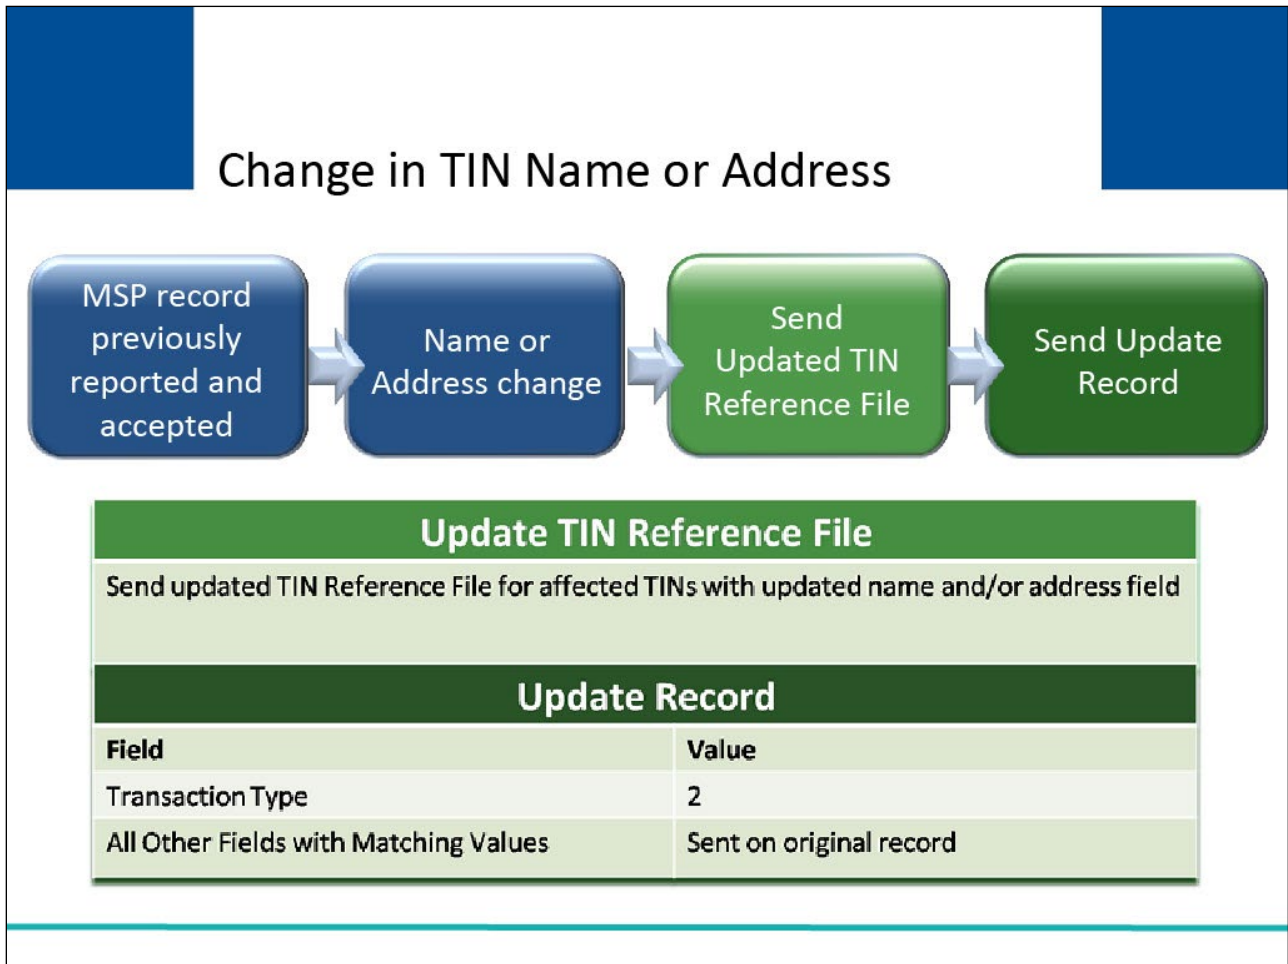 Change in TIN Name or Address
MSP record
previously
reported and
accepted
Name or
Address change
Send
Updated TIN
Reference File
Send Update
Record
Update TIN Reference File
Send updated TIN Reference File for affected TINs with updated name and/or address field
Update Record
Field Value
Transaction Type 2
All Other Fields with Matching Values Sent on original record